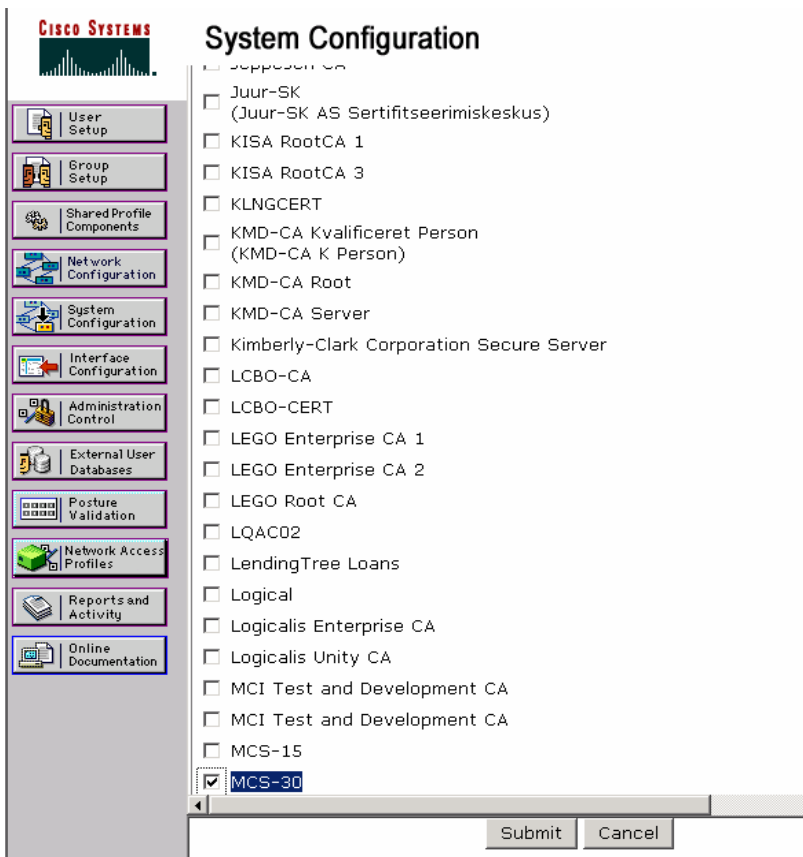 CISCO SYSTEMS
User
Setup
Group
Setup
Shared Profile
Components
Network
Configuration
System
Configuration
Interface
Configuration
Administration
Control
External User
Databases
Posture
Validation
Network Access
Profiles
Reports and
Activity
Online
Documentation
System Configuration
Jeppesen CA
Juur-SK
(Juur-SK AS Sertifitseerimiskeskus)
KISA RootCA 1
KISA RootCA 3
KLNGCERT
KMD-CA Kvalificeret Person
(KMD-CA K Person)
KMD-CA Root
KMD-CA Server
Kimberly-Clark Corporation Secure Server
LCBO-CA
LCBO-CERT
LEGO Enterprise CA 1
LEGO Enterprise CA 2
LEGO Root CA
LQAC02
LendingTree Loans
Logical
Logicalis Enterprise CA
Logicalis Unity CA
MCI Test and Development CA
MCI Test and Development CA
MCS-15
MCS-30
Submit
Cancel